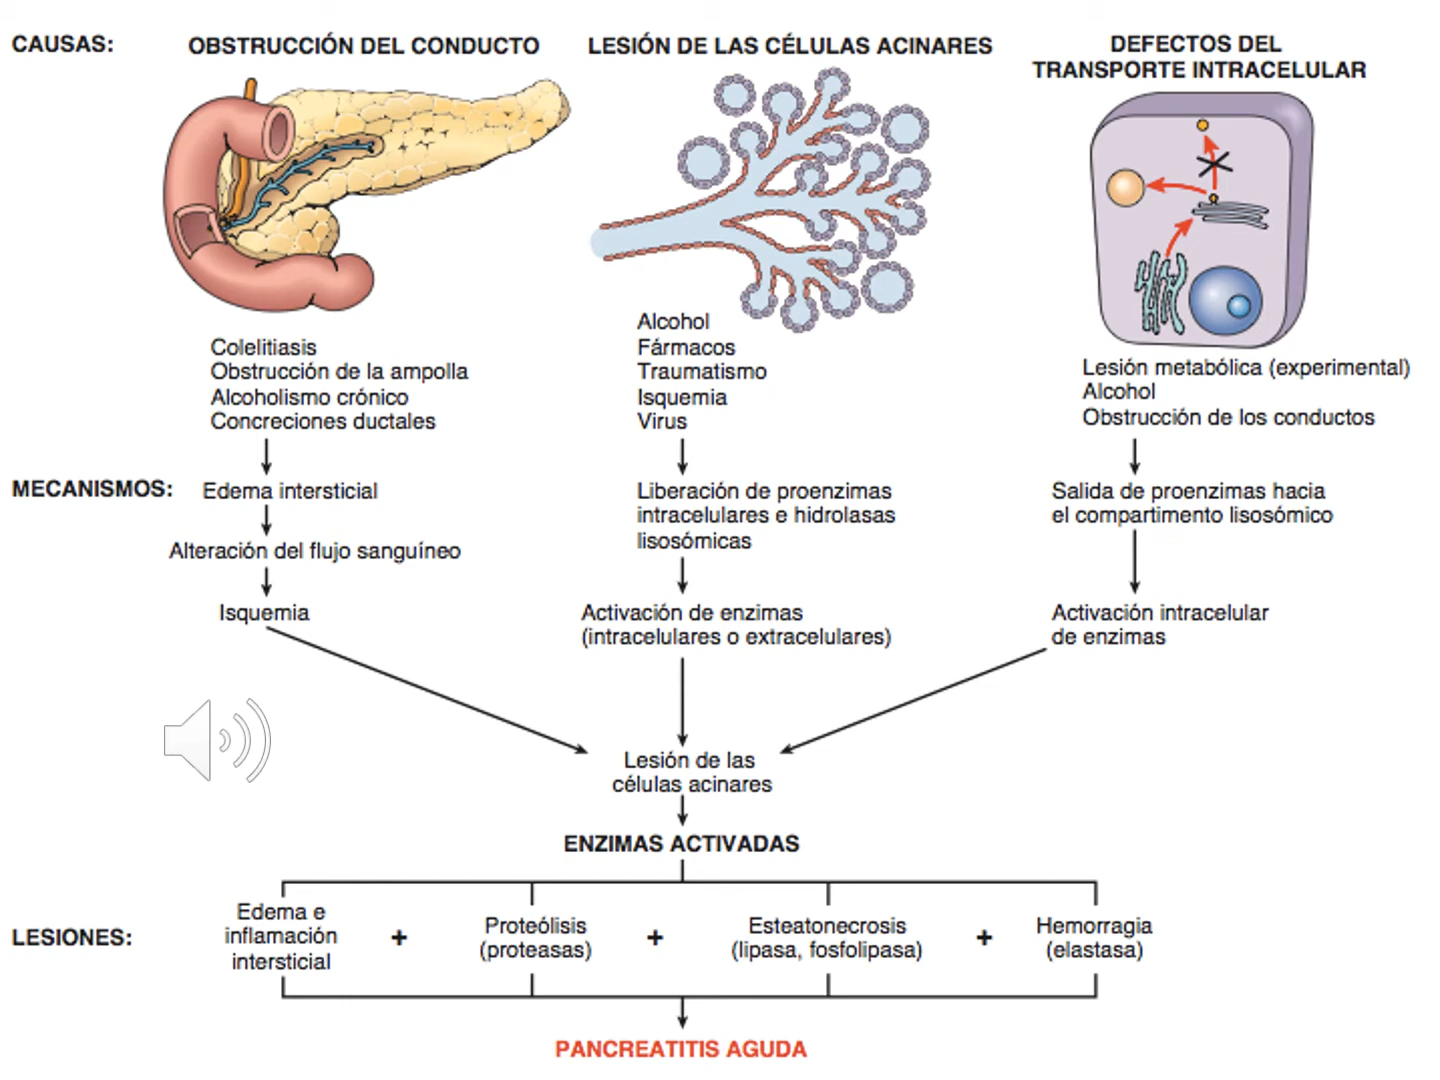 CAUSAS:
OBSTRUCCIÓN DEL CONDUCTO
Colelitiasis
Obstrucción de la ampolla
Alcoholismo crónico
Concreciones ductales
LESIÓN DE LAS CÉLULAS ACINARES
Alcohol
Fármacos
Traumatismo
Isquemia
Virus
DEFECTOS DEL
TRANSPORTE INTRACELULAR
Lesión metabólica (experimental)
Alcohol
Obstrucción de los conductos
MECANISMOS:
Edema intersticial
Alteración del flujo sanguíneo
Isquemia
Liberación de proenzimas
intracelulares e hidrolasas
lisosómicas
Activación de enzimas
(intracelulares o extracelulares)
Salida de proenzimas hacia
el compartimento lisosómico
Activación intracelular
de enzimas
Lesión de las
células acinares
ENZIMAS ACTIVADAS
LESIONES:
Edema e
inflamación
intersticial
+
Proteólisis
(proteasas)
+
Esteatonecrosis
(lipasa, fosfolipasa)
+
Hemorragia
(elastasa)
PANCREATITIS AGUDA